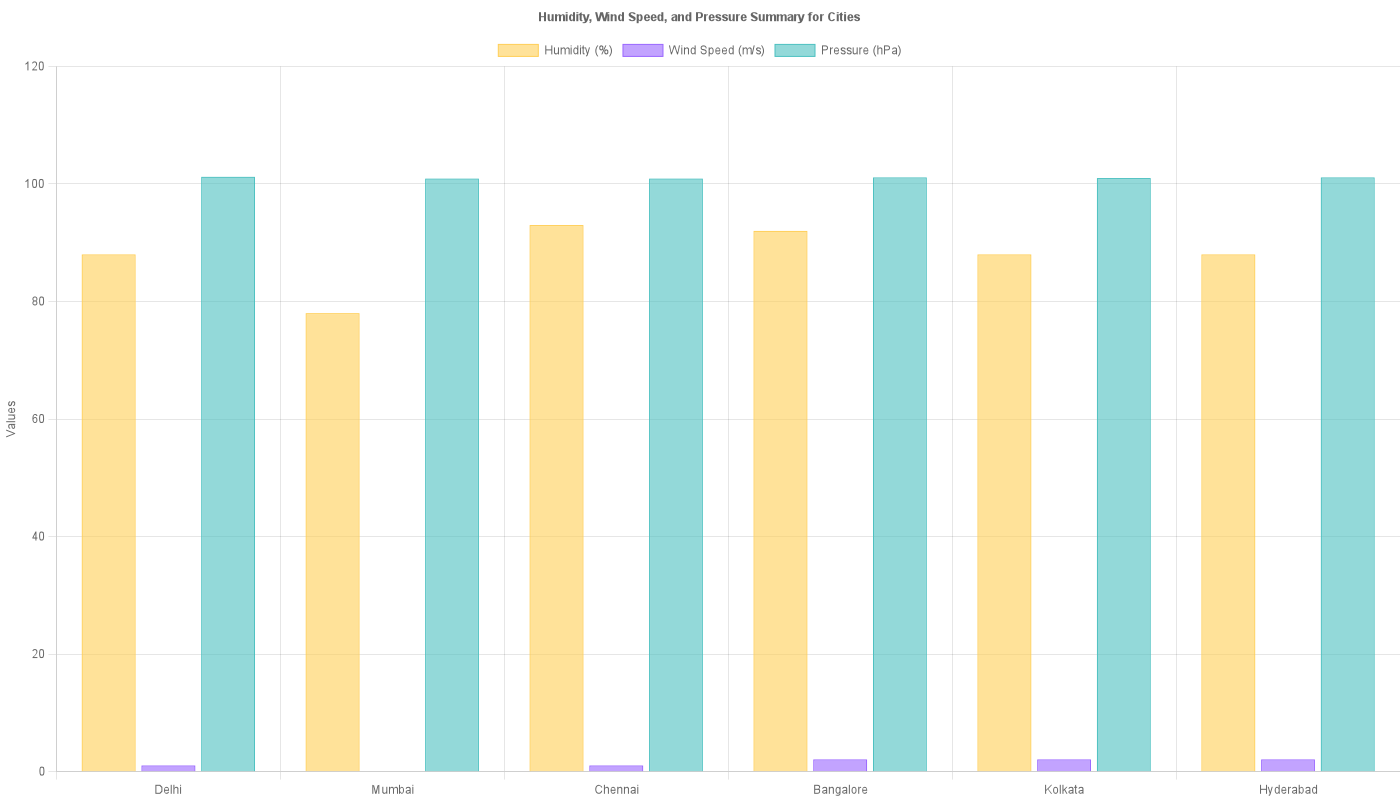 Humidity, Wind Speed, and Pressure Summary for Cities
Humidity (%) Wind Speed (m/s) Pressure (hPa)
120
100
80
60
40
20
0
Values
Delhi Mumbai Chennai Bangalore Kolkata Hyderabad